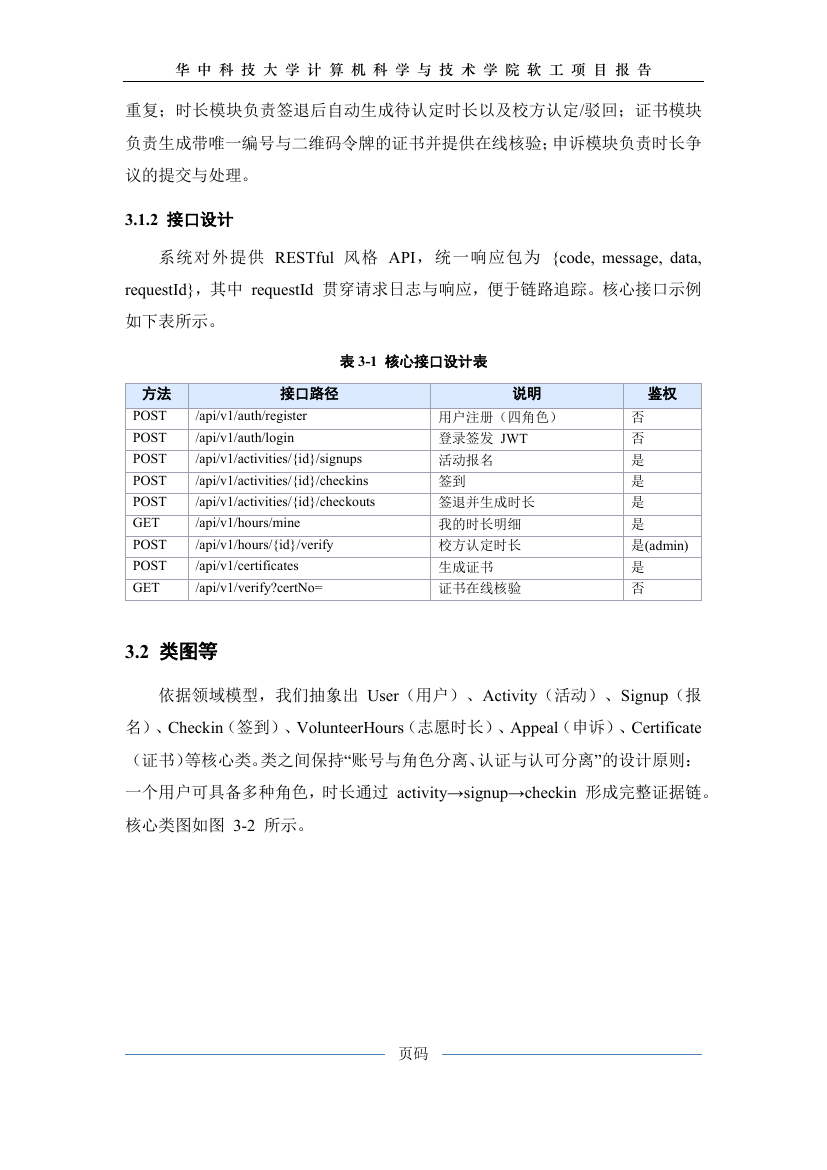 华中科技大学计算机科学与技术学院软工项目报告
重复；时长模块负责签退后自动生成待认定时长以及校方认定/驳回；证书模块
负责生成带唯一编号与二维码令牌的证书并提供在线核验；申诉模块负责时长争
议的提交与处理。
3.1.2 接口设计
系统对外提供 RESTful 风格 API，统一响应包为 {code, message, data,
requestId}，其中 requestId 贯穿请求日志与响应，便于链路追踪。核心接口示例
如下表所示。
表 3-1 核心接口设计表
方法 接口路径 说明 鉴权
POST /api/v1/auth/register 用户注册（四角色） 否
POST /api/v1/auth/login 登录签发 JWT 否
POST /api/v1/activities/{id}/signups 活动报名 是
POST /api/v1/activities/{id}/checkins 签到 是
POST /api/v1/activities/{id}/checkouts 签退并生成时长 是
GET /api/v1/hours/mine 我的时长明细 是
POST /api/v1/hours/{id}/verify 校方认定时长 是(admin)
POST /api/v1/certificates 生成证书 是
GET /api/v1/verify?certNo= 证书在线核验 否
3.2 类图等
依据领域模型，我们抽象出 User（用户）、Activity（活动）、Signup（报
名）、Checkin（签到）、VolunteerHours（志愿时长）、Appeal（申诉）、Certificate
（证书）等核心类。类之间保持“账号与角色分离、认证与认可分离”的设计原则：
一个用户可具备多种角色，时长通过 activity→signup→checkin 形成完整证据链。
核心类图如图 3-2 所示。
页码